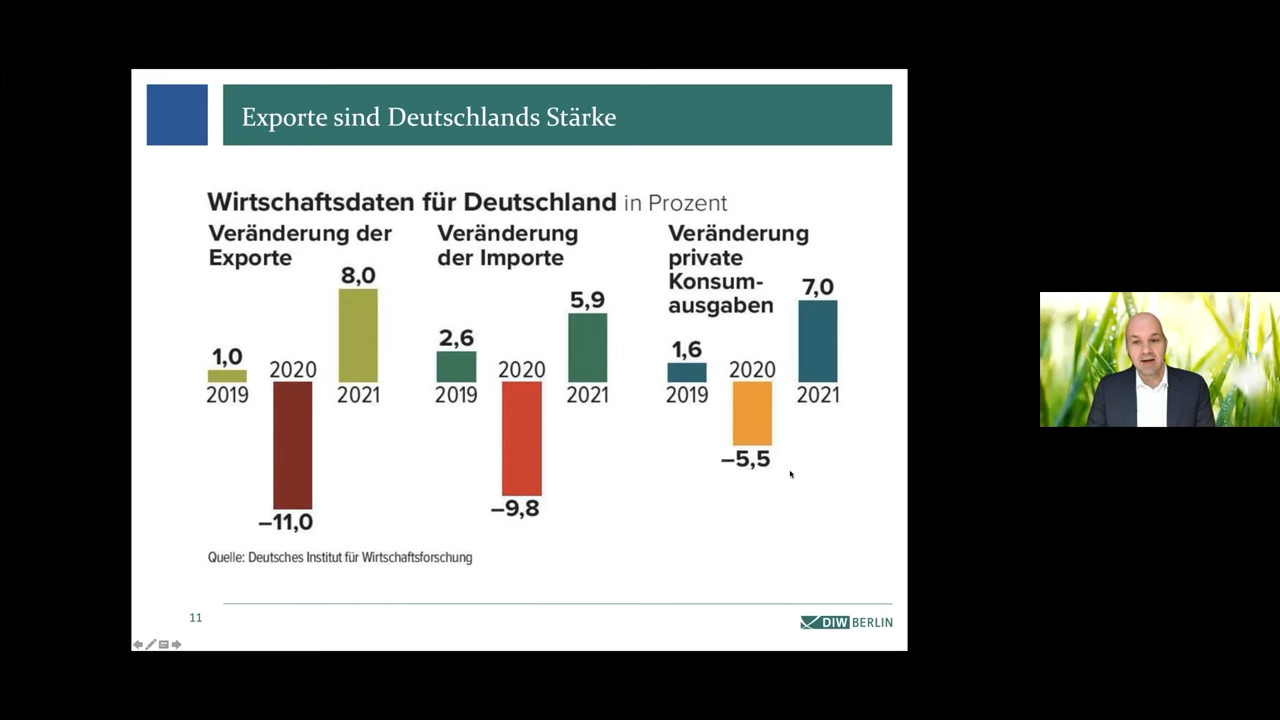 Exporte sind Deutschlands Stärke
Wirtschaftsdaten für Deutschland in Prozent
Veränderung der
Exporte
1,0
2019
2020
–11,0
8,0
2021
Veränderung
der Importe
2,6
2019
2020
–9,8
5,9
2021
Veränderung
private
Konsum-
ausgaben
1,6
2019
2020
–5,5
7,0
2021
Quelle: Deutsches Institut für Wirtschaftsforschung
11
DIW BERLIN